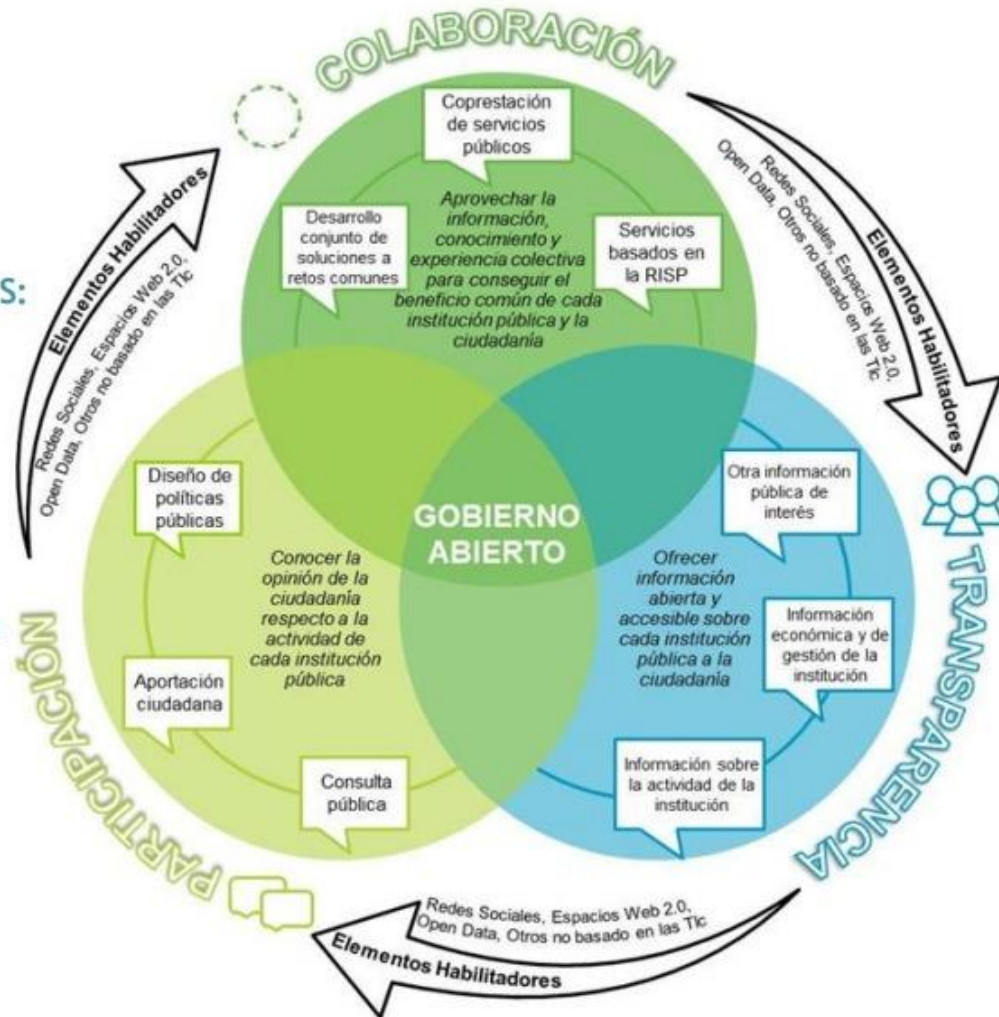 COLABORACIÓN
Coprestación
de servicios
públicos
Desarrollo
conjunto de
soluciones a
retos comunes
Aprovechar la
información,
conocimiento y
experiencia colectiva
para conseguir el
beneficio común de cada
institución pública y la
ciudadanía
Servicios
basados en
la RISP
Elementos Habilitadores
Redes Sociales, Espacios Web 2.0,
Open Data, Otros no basado en las Tic
Redes Sociales, Espacios Web 2.0,
Open Data, Otros no basado en las Tic
Elementos Habilitadores
S:
GOBIERNO
ABIERTO
Diseño de
políticas
públicas
Conocer la
opinión de la
ciudadanía
respecto a la
actividad de
cada institución
pública
Aportación
ciudadana
Consulta
pública
PARTICIPACIÓN
Otra información
pública de
interés
Ofrecer
información
abierta y
accesible sobre
cada institución
pública a la
ciudadanía
Información
económica y de
gestión de la
institución
Información sobre
la actividad de la
institución
TRANSPARENCIA
Redes Sociales, Espacios Web 2.0,
Open Data, Otros no basado en las Tic
Elementos Habilitadores